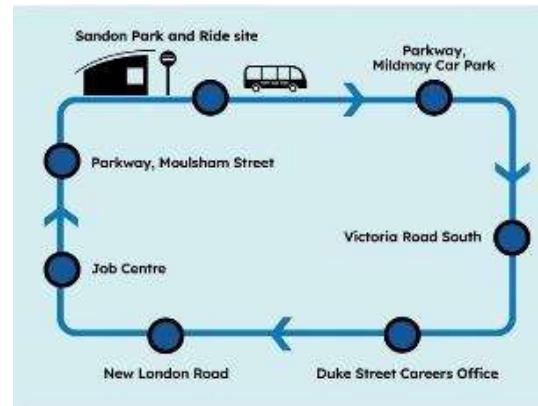 Sandon Park and Ride site
Parkway,
Mildmay Car Park
Parkway, Moulsham Street
Victoria Road South
Job Centre
New London Road
Duke Street Careers Office